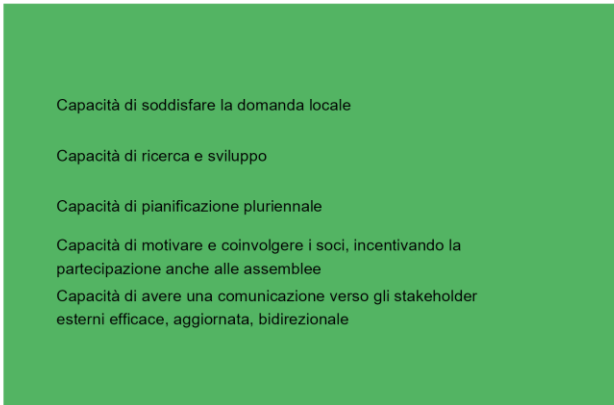 Capacità di soddisfare la domanda locale
Capacità di ricerca e sviluppo
Capacità di pianificazione pluriennale
Capacità di motivare e coinvolgere i soci, incentivando la
partecipazione anche alle assemblee
Capacità di avere una comunicazione verso gli stakeholder
esterni efficace, aggiornata, bidirezionale